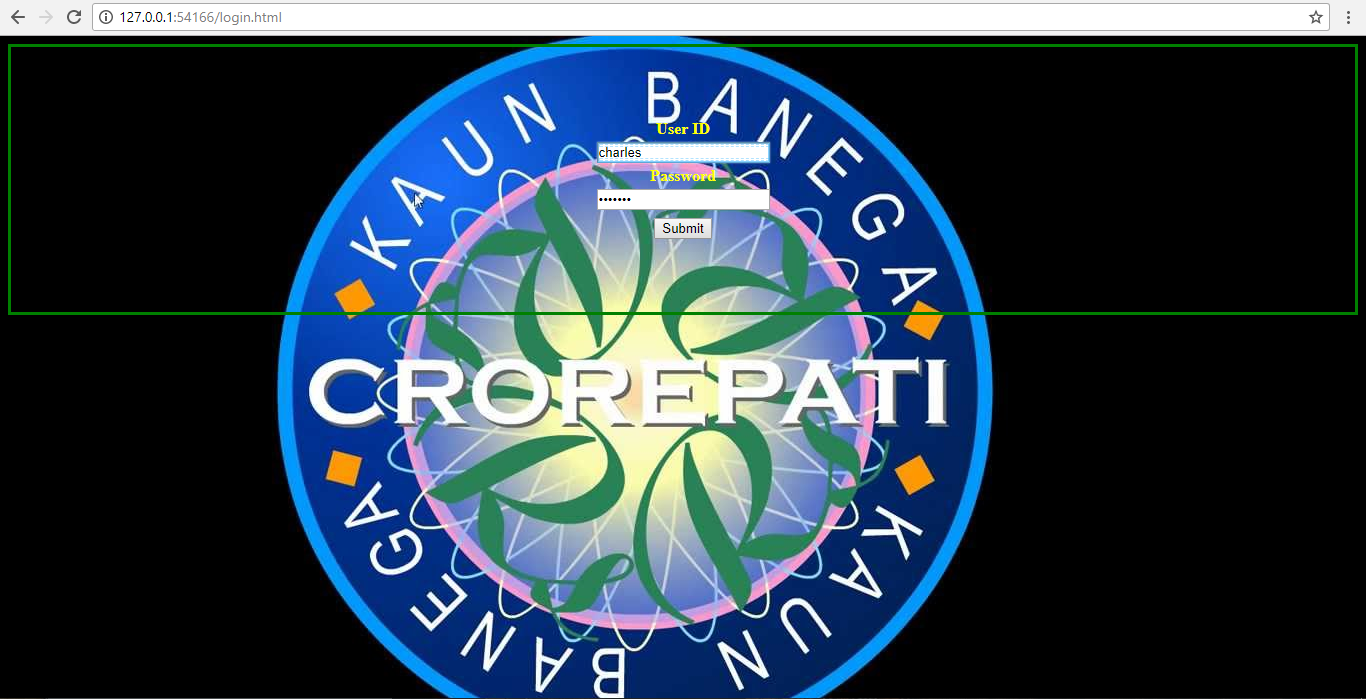 127.0.0.1:54166/login.html
KAUN BANEGA
User ID
charles
Password
•••••••
Submit
CROREPATI
BANEGA KAUN